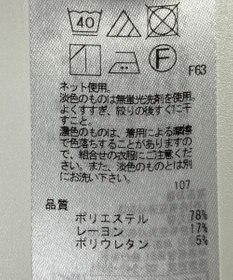 40
F
F63
ネット使用。
淡色のものは無蛍光洗剤を使用。
よくすすぎ、絞りの後すぐに干
すこと。
濃色のものは、着用による摩擦
で色落ちすることがありますの
で、組合せの衣服にご注意くださ
い。また、淡色のものとは別に
お洗い下さい。
107
品質
ポリエステル 78%
レーヨン 17%
ポリウレタン 5%